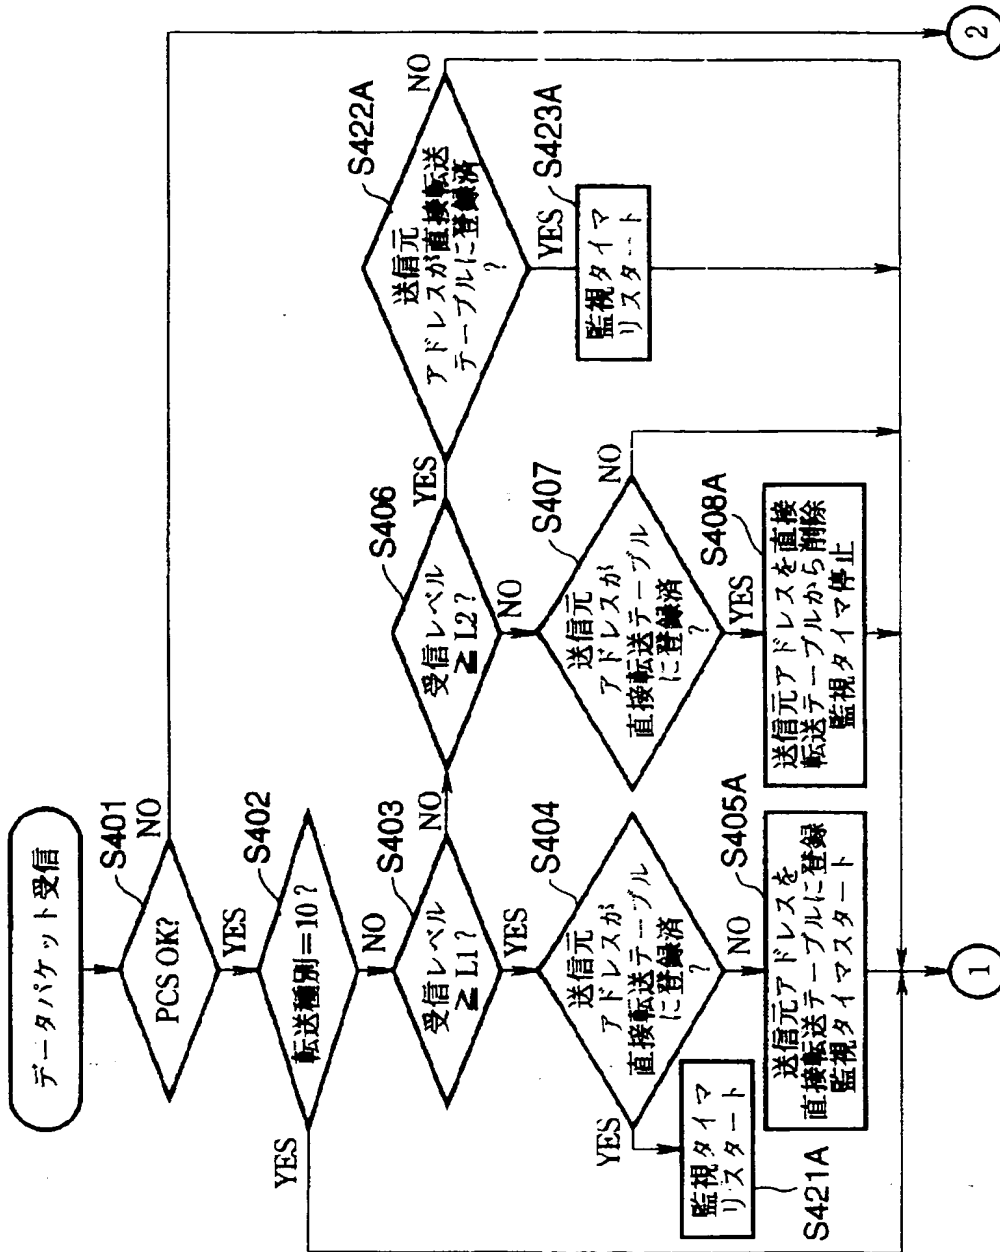 データパケット受信
S401
PCS OK?
NO
YES
S402
転送種別=10?
YES
NO
S403
受信レベル
≧L1?
NO
YES
S404
送信元
アドレスが
直接転送テーブル
に登録済
?
YES
NO
監視タイマ
リスタート
S421A
S405A
送信元アドレスを
直接転送テーブルに登録
監視タイマスタート
S406
受信レベル
≧L2?
YES
NO
S407
送信元
アドレスが
直接転送テーブル
に登録済
?
NO
YES
S408A
送信元アドレスを直接
転送テーブルから削除
監視タイマ停止
S422A
送信元
アドレスが直接転送
テーブルに登録済
?
NO
YES
S423A
監視タイマ
リスタート
1
2